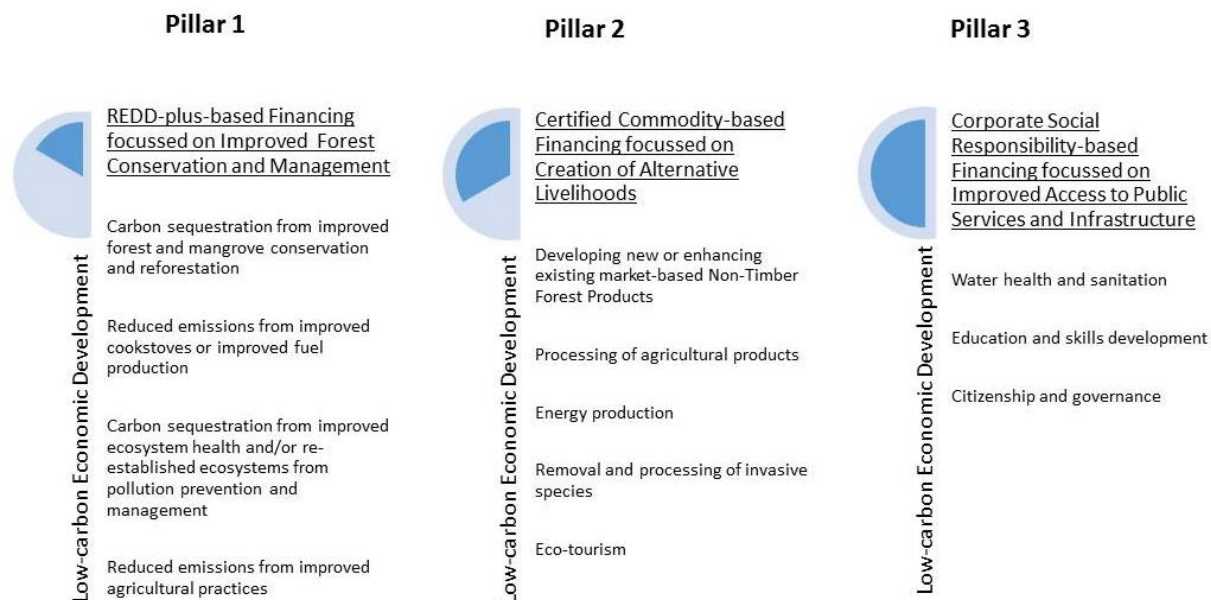 Pillar 1
REDD-plus-based Financing
focussed on Improved Forest
Conservation and Management
Carbon sequestration from improved
forest and mangrove conservation
and reforestation
Reduced emissions from improved
cookstoves or improved fuel
production
Carbon sequestration from improved
ecosystem health and/or re-
established ecosystems from
pollution prevention and
management
Reduced emissions from improved
agricultural practices
Low-carbon Economic Development
Pillar 2
Certified Commodity-based
Financing focussed on
Creation of Alternative
Livelihoods
Developing new or enhancing
existing market-based Non-Timber
Forest Products
Processing of agricultural products
Energy production
Removal and processing of invasive
species
Eco-tourism
Low-carbon Economic Development
Pillar 3
Corporate Social
Responsibility-based
Financing focussed on
Improved Access to Public
Services and Infrastructure
Water health and sanitation
Education and skills development
Citizenship and governance
Low-carbon Economic Development